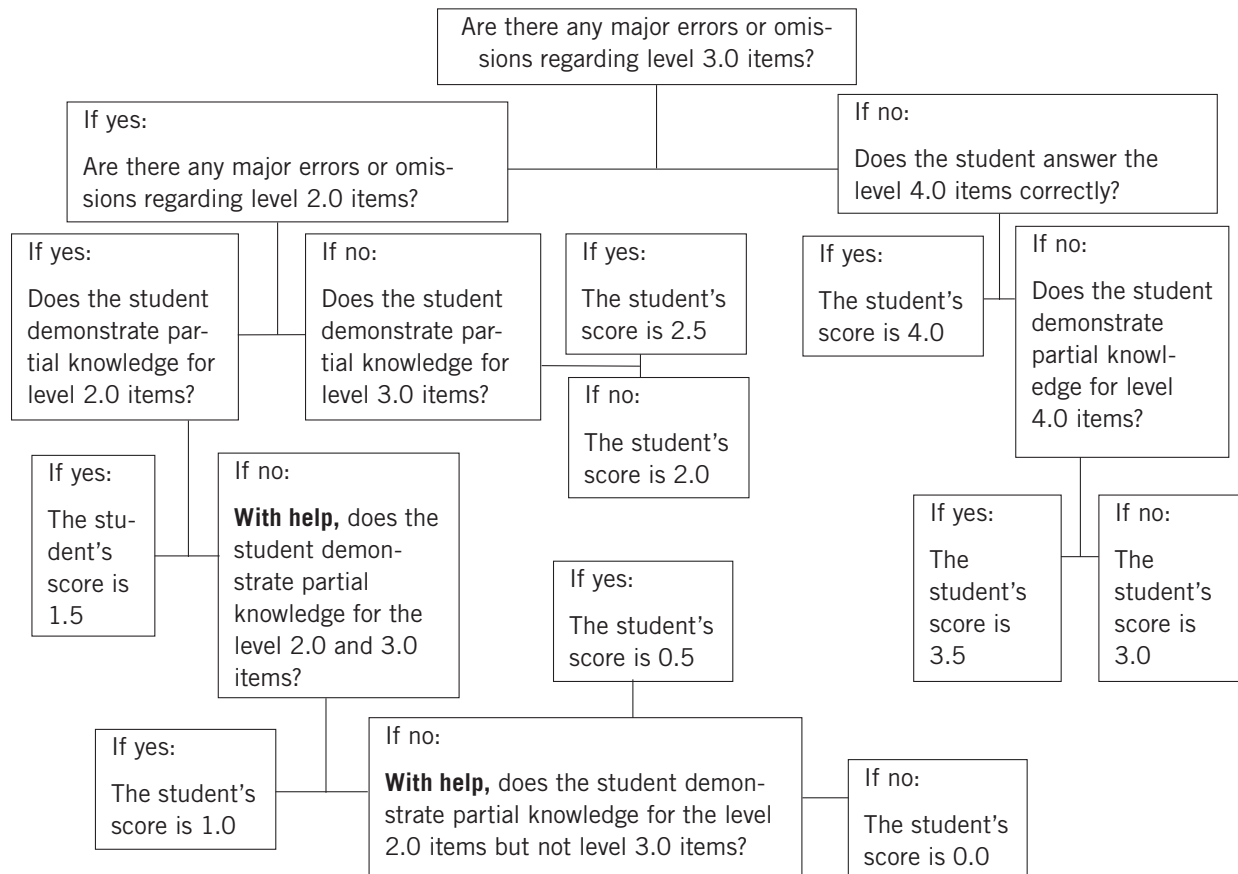 Are there any major errors or omis-
sions regarding level 3.0 items?
If yes:
Are there any major errors or omis-
sions regarding level 2.0 items?
If no:
Does the student answer the
level 4.0 items correctly?
If yes:
Does the student
demonstrate par-
tial knowledge for
level 2.0 items?
If no:
Does the student
demonstrate par-
tial knowledge for
level 3.0 items?
If yes:
The student's
score is 2.5
If no:
The student's
score is 2.0
If yes:
The student's
score is 4.0
If no:
Does the student
demonstrate
partial knowl-
edge for level
4.0 items?
If yes:
The stu-
dent's
score is
1.5
If no:
With help, does the
student demon-
strate partial
knowledge for the
level 2.0 and 3.0
items?
If yes:
The
student's
score is
3.5
If no:
The
student's
score is
3.0
If yes:
The student's
score is 0.5
If yes:
The student's
score is 1.0
If no:
With help, does the student demon-
strate partial knowledge for the level
2.0 items but not level 3.0 items?
If no:
The student's
score is 0.0